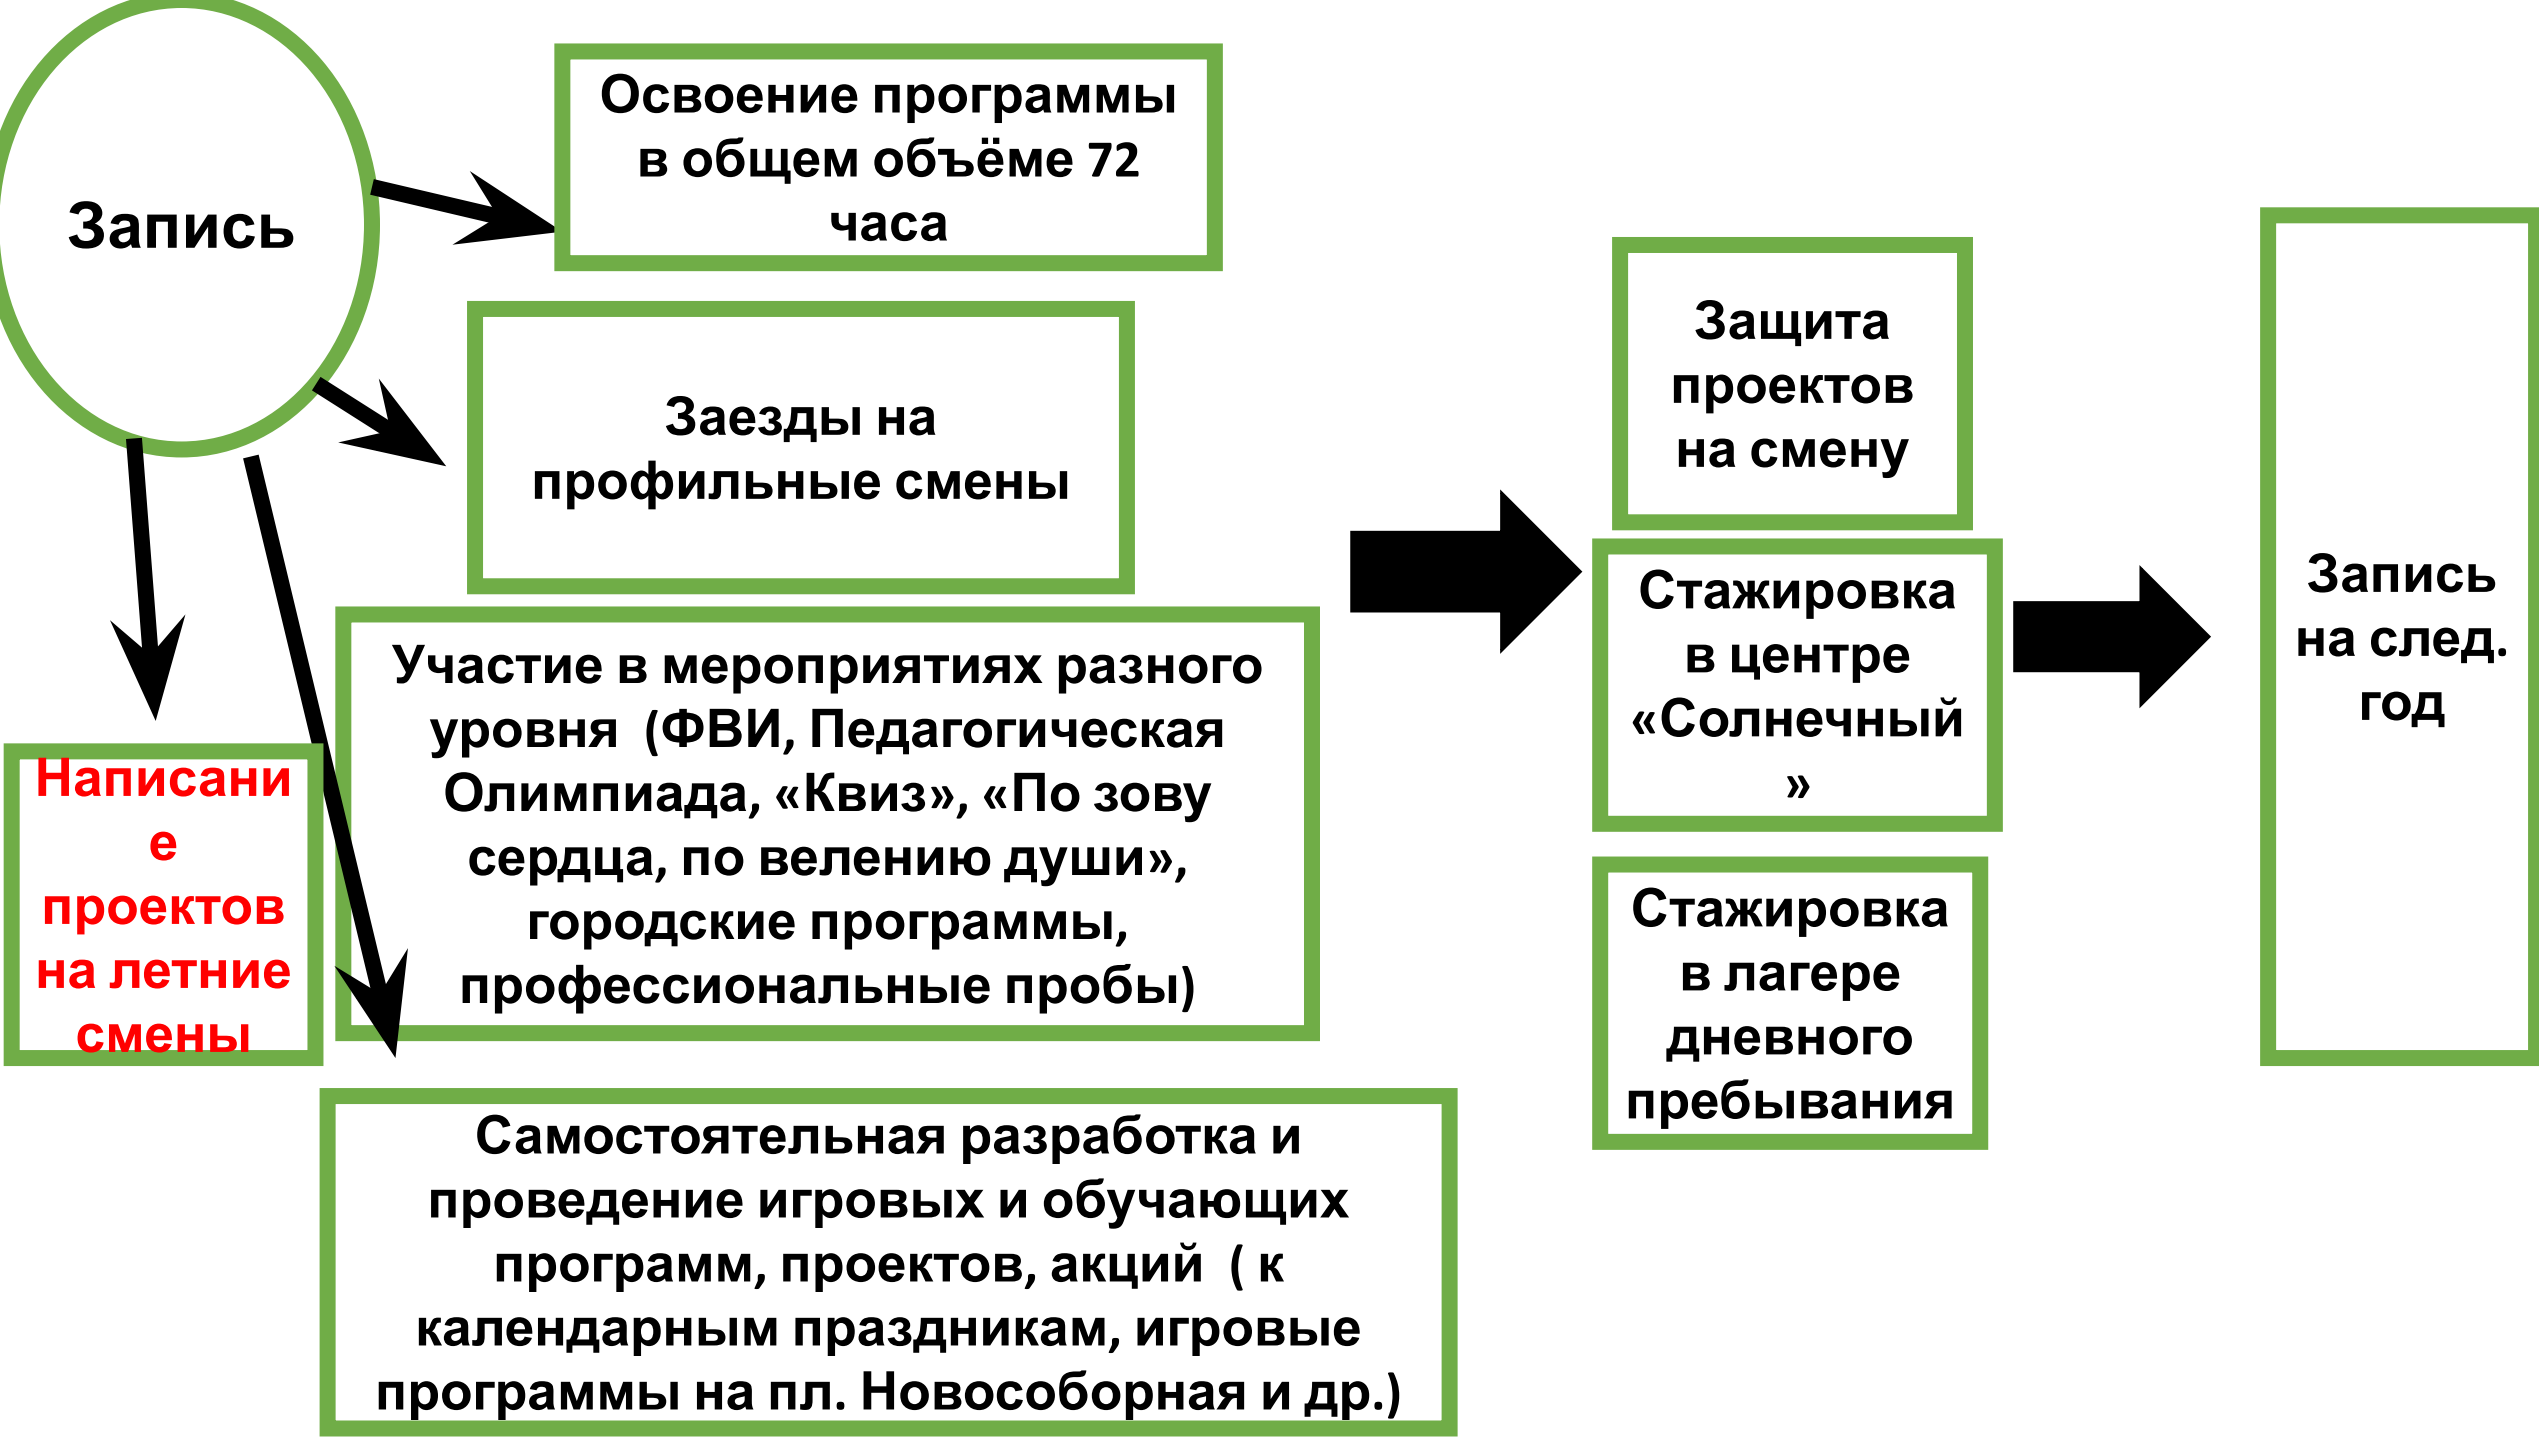 Запись
Освоение программы
в общем объёме 72
часа
Заезды на
профильные смены
Участие в мероприятиях разного
уровня  (ФВИ, Педагогическая
Олимпиада, «Квиз», «По зову
сердца, по велению души»,
городские программы,
профессиональные пробы)
Написани
е
проектов
на летние
смены
Самостоятельная разработка и
проведение игровых и обучающих
программ, проектов, акций  ( к
календарным праздникам, игровые
программы на пл. Новособорная и др.)
Защита
проектов
на смену
Стажировка
в центре
«Солнечный
»
Стажировка
в лагере
дневного
пребывания
Запись
на след.
год